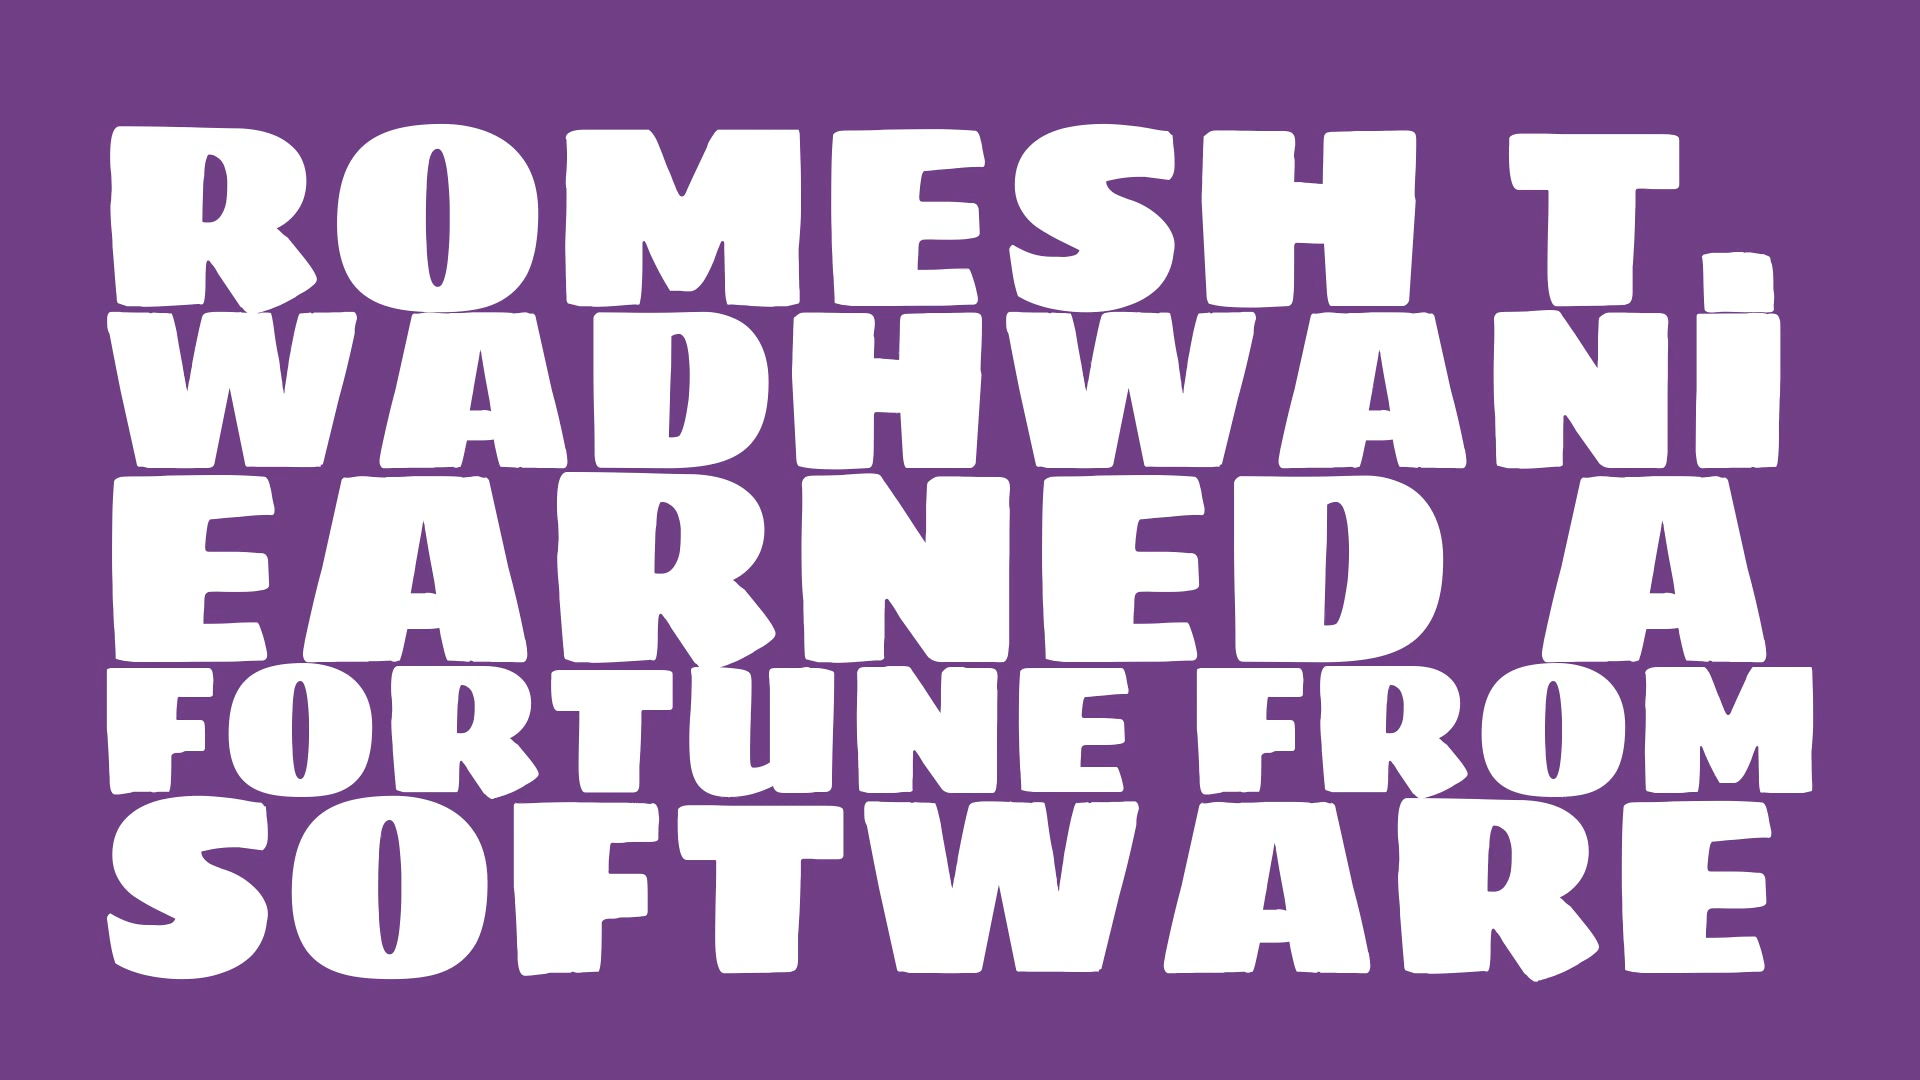 ROMESH T.
WADHWANI
EARNED A
FORTUNE FROM
SOFTWARE